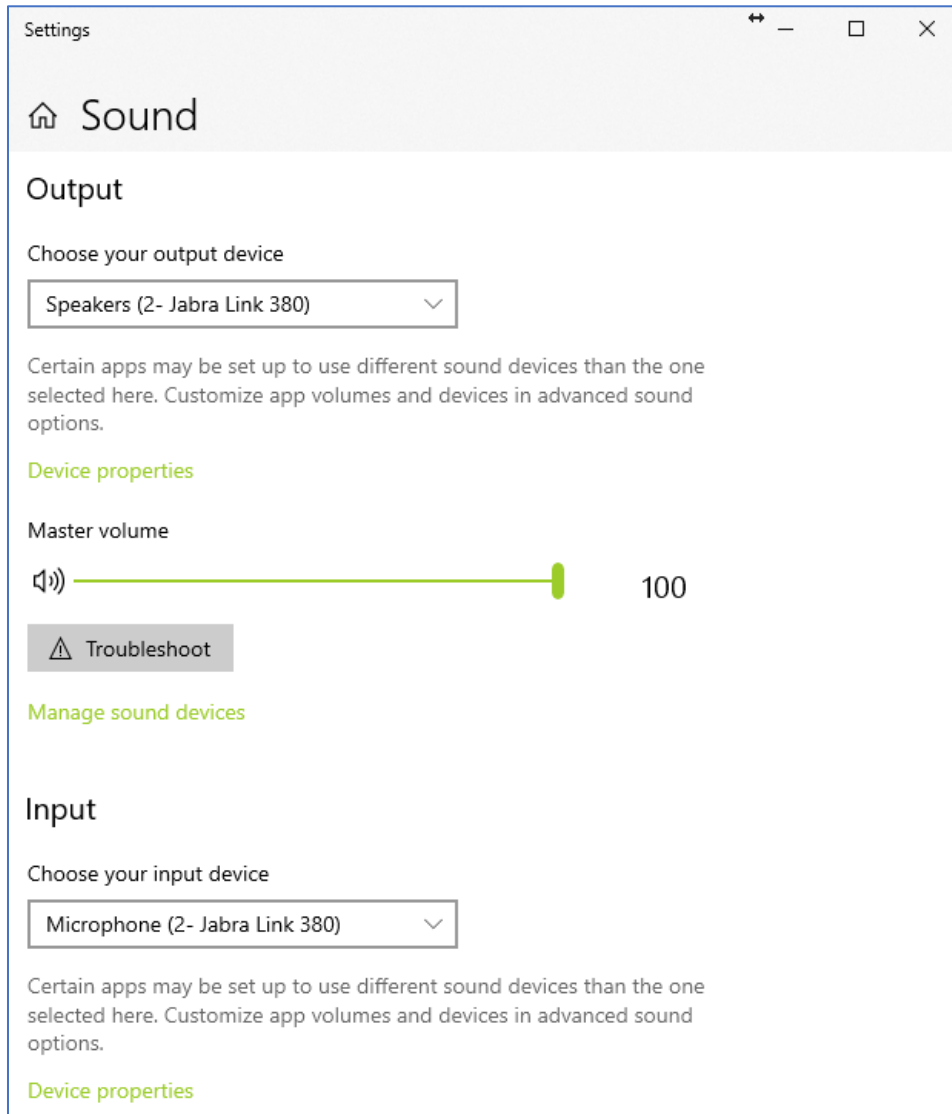 Settings
Sound
Output
Choose your output device
Speakers (2- Jabra Link 380)
Certain apps may be set up to use different sound devices than the one
selected here. Customize app volumes and devices in advanced sound
options.
Device properties
Master volume
100
Troubleshoot
Manage sound devices
Input
Choose your input device
Microphone (2- Jabra Link 380)
Certain apps may be set up to use different sound devices than the one
selected here. Customize app volumes and devices in advanced sound
options.
Device properties